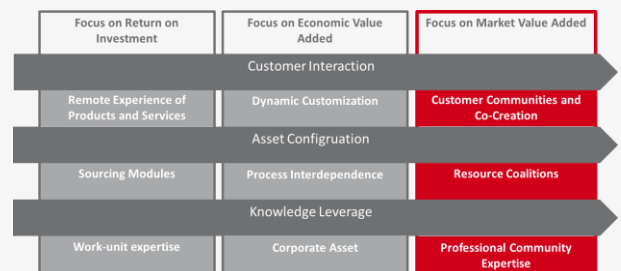 Focus on Return on
Investment
Focus on Economic Value
Added
Focus on Market Value Added
Customer Interaction
Remote Experience of
Products and Services
Dynamic Customization
Customer Communities and
Co-Creation
Asset Configruation
Sourcing Modules
Process Interdependence
Resource Coalitions
Knowledge Leverage
Work-unit expertise
Corporate Asset
Professional Community
Expertise